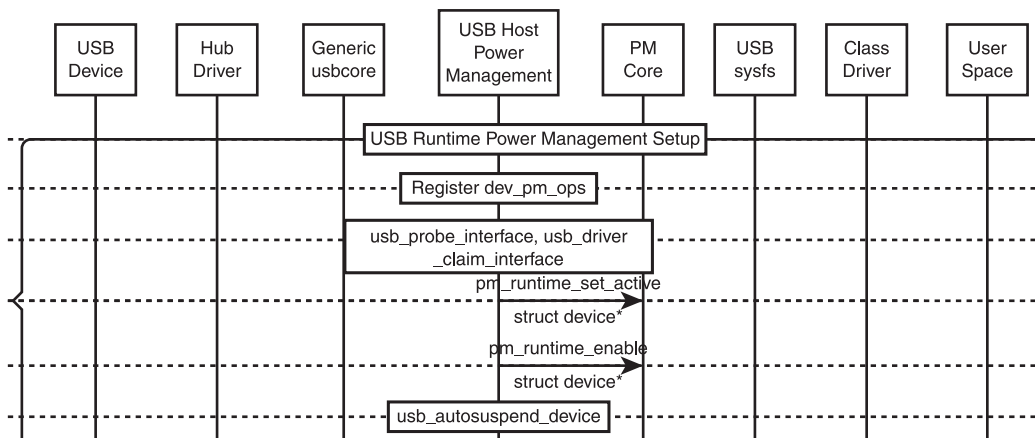 USB
Device
Hub
Driver
Generic
usbcore
USB Host
Power
Management
PM
Core
USB
sysfs
Class
Driver
User
Space
USB Runtime Power Management Setup
Register dev_pm_ops
usb_probe_interface, usb_driver
_claim_interface
pm_runtime_set_active
struct device*
pm_runtime_enable
struct device*
usb_autosuspend_device